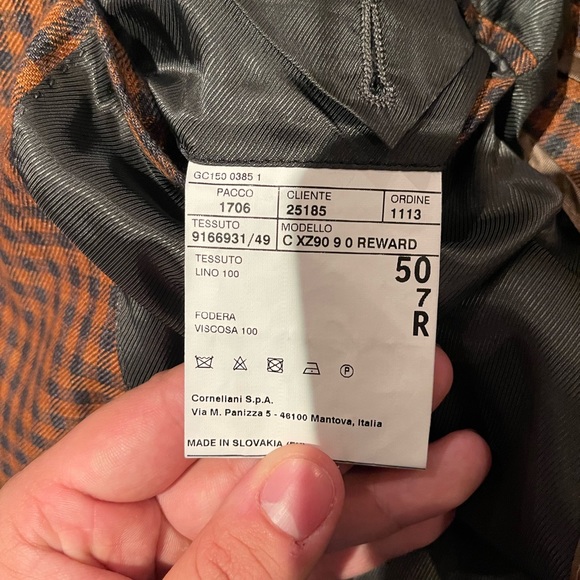 GC150 0385 1
PACCO CLIENTE ORDINE
1706 25185 1113
TESSUTO MODELLO
9166931/49 C XZ90 9 0 REWARD
TESSUTO 50
LINO 100
7
FODERA R
VISCOSA 100
P
Corneliani S.p.A.
Via M. Panizza 5 - 46100 Mantova, Italia
MADE IN SLOVAKIA